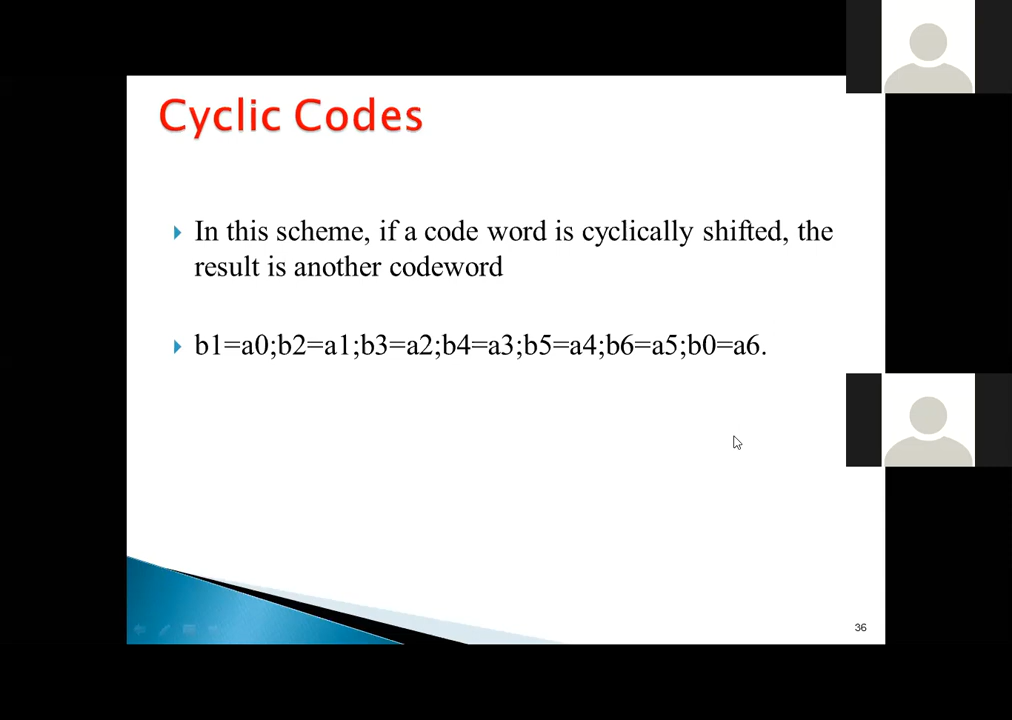 Cyclic Codes
In this scheme, if a code word is cyclically shifted, the
result is another codeword
b1=a0;b2=a1;b3=a2;b4=a3;b5=a4;b6=a5;b0=a6.
36